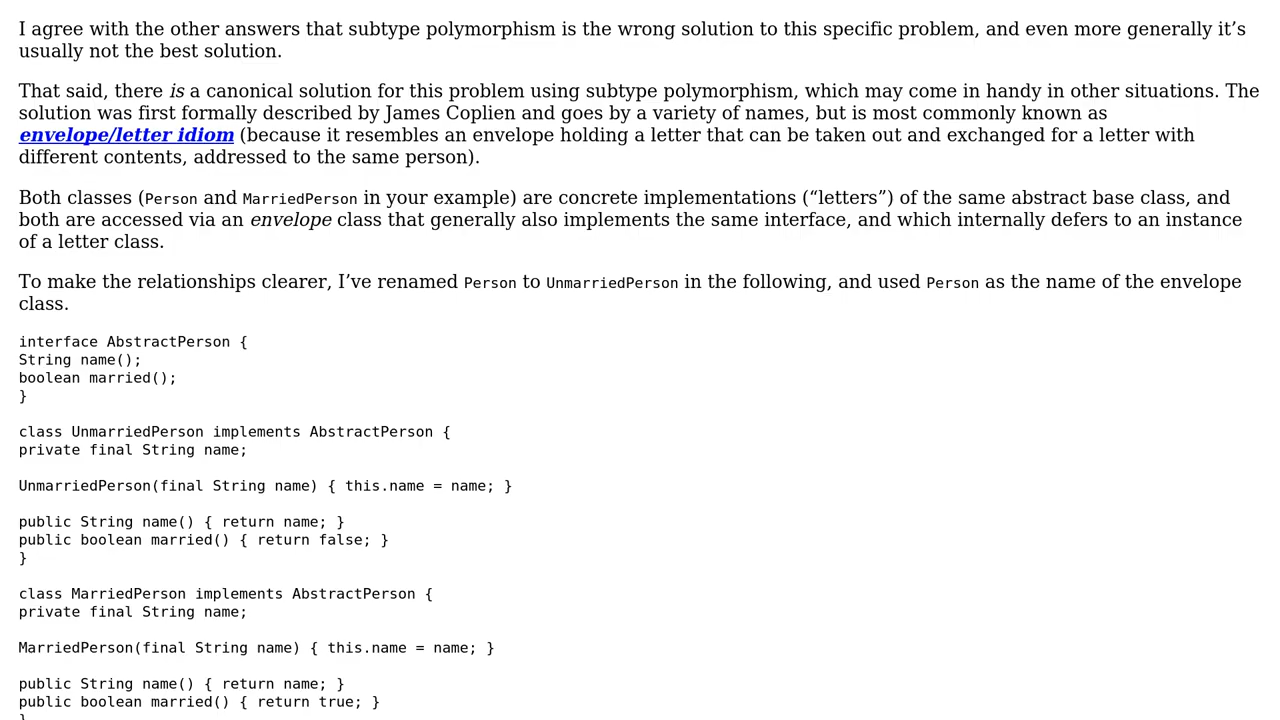 I agree with the other answers that subtype polymorphism is the wrong solution to this specific problem, and even more generally it’s
usually not the best solution.
That said, there is a canonical solution for this problem using subtype polymorphism, which may come in handy in other situations. The
solution was first formally described by James Coplien and goes by a variety of names, but is most commonly known as
envelope/letter idiom (because it resembles an envelope holding a letter that can be taken out and exchanged for a letter with
different contents, addressed to the same person).
Both classes (Person and MarriedPerson in your example) are concrete implementations (“letters”) of the same abstract base class, and
both are accessed via an envelope class that generally also implements the same interface, and which internally defers to an instance
of a letter class.
To make the relationships clearer, I’ve renamed Person to UnmarriedPerson in the following, and used Person as the name of the envelope
class.
interface AbstractPerson {
String name();
boolean married();
}
class UnmarriedPerson implements AbstractPerson {
private final String name;
UnmarriedPerson(final String name) { this.name = name; }
public String name() { return name; }
public boolean married() { return false; }
}
class MarriedPerson implements AbstractPerson {
private final String name;
MarriedPerson(final String name) { this.name = name; }
public String name() { return name; }
public boolean married() { return true; }
}